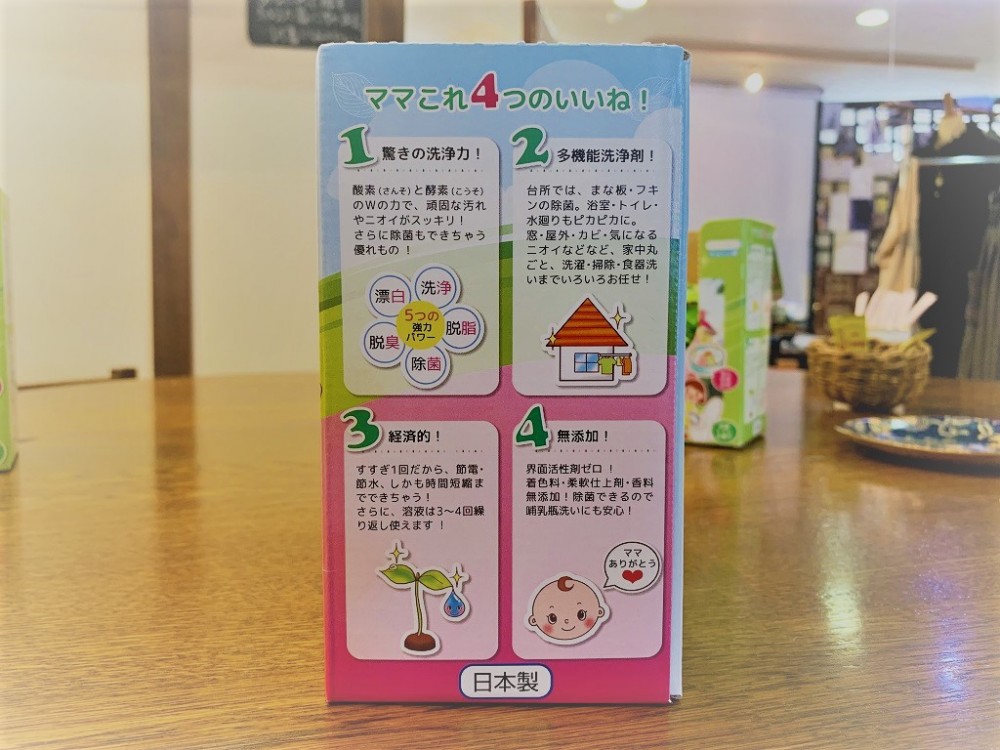 ママこれ4つのいいね！
1 驚きの洗浄力！
酸素(さんそ)と酵素(こうそ)
のWの力で、頑固な汚れ
やニオイがスッキリ！
さらに除菌もできちゃう
優れもの！
漂白
洗浄
5つの
強力
パワー
脱臭
脱脂
除菌
2 多機能洗浄剤！
台所では、まな板・フキ
ンの除菌。浴室・トイレ・
水廻りもピカピカに。
窓・屋外・カビ・気になる
ニオイなどなど、家中丸
ごと、洗濯・掃除・食器洗
いまでいろいろお任せ！
3 経済的！
すすぎ1回だから、節電・
節水、しかも時間短縮ま
でできちゃう！
さらに、溶液は3〜4回繰
り返し使えます！
4 無添加！
界面活性剤ゼロ！
着色料・柔軟仕上剤・香料
無添加！除菌できるので
哺乳瓶洗いにも安心！
ママ
ありがとう
日本製